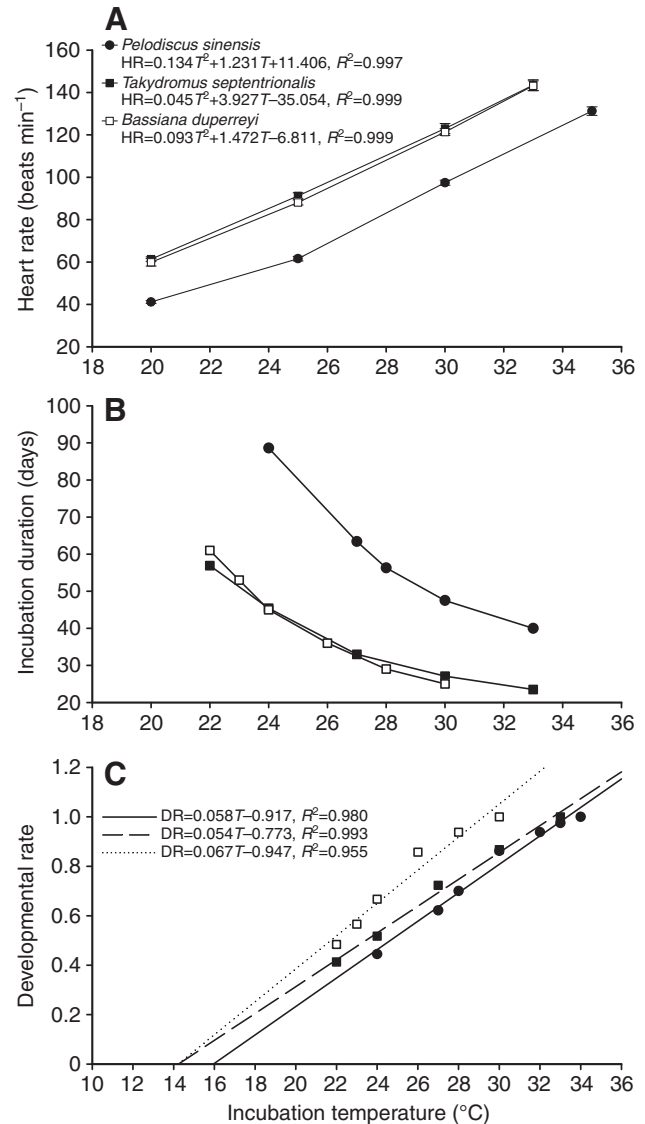 A
Pelodiscus sinensis
HR=0.134T²+1.231T+11.406, R²=0.997
Takydromus septentrionalis
HR=0.045T²+3.927T–35.054, R²=0.999
Bassiana duperreyi
HR=0.093T²+1.472T–6.811, R²=0.999
Heart rate (beats min⁻¹)
160
140
120
100
80
60
40
20
18 20 22 24 26 28 30 32 34 36
B
Incubation duration (days)
100
90
80
70
60
50
40
30
20
18 20 22 24 26 28 30 32 34 36
C
DR=0.058T–0.917, R²=0.980
DR=0.054T–0.773, R²=0.993
DR=0.067T–0.947, R²=0.955
Developmental rate
1.2
1.0
0.8
0.6
0.4
0.2
0
10 12 14 16 18 20 22 24 26 28 30 32 34 36
Incubation temperature (°C)